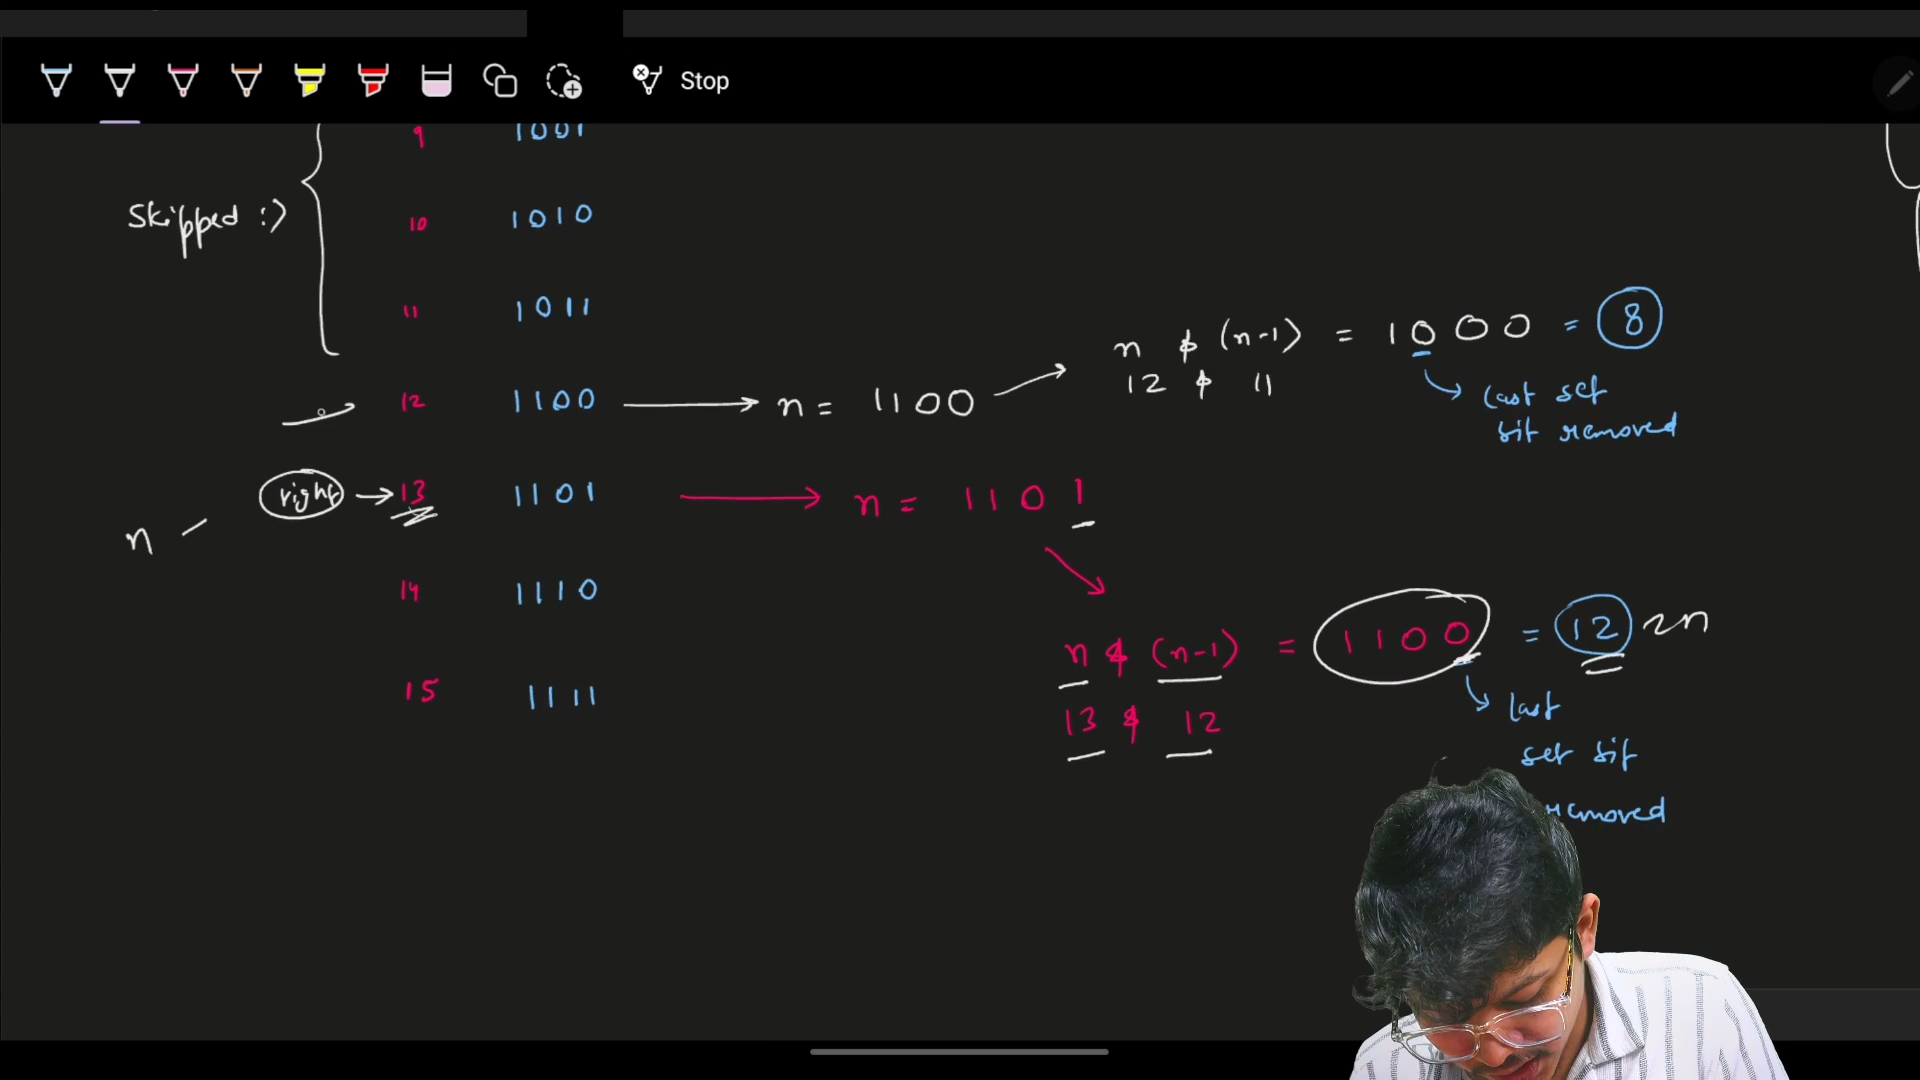 Stop
9 1001
Skipped :)
10 1010
11 1011
n & (n-1) = 1000 = 8
12 & 11
last set
bit removed
12 1100 → n = 1100
right → 13 1101 → n = 1101
n
14 1110
n & (n-1) = 1100 = 12
13 & 12
15 1111
last
set bit
removed